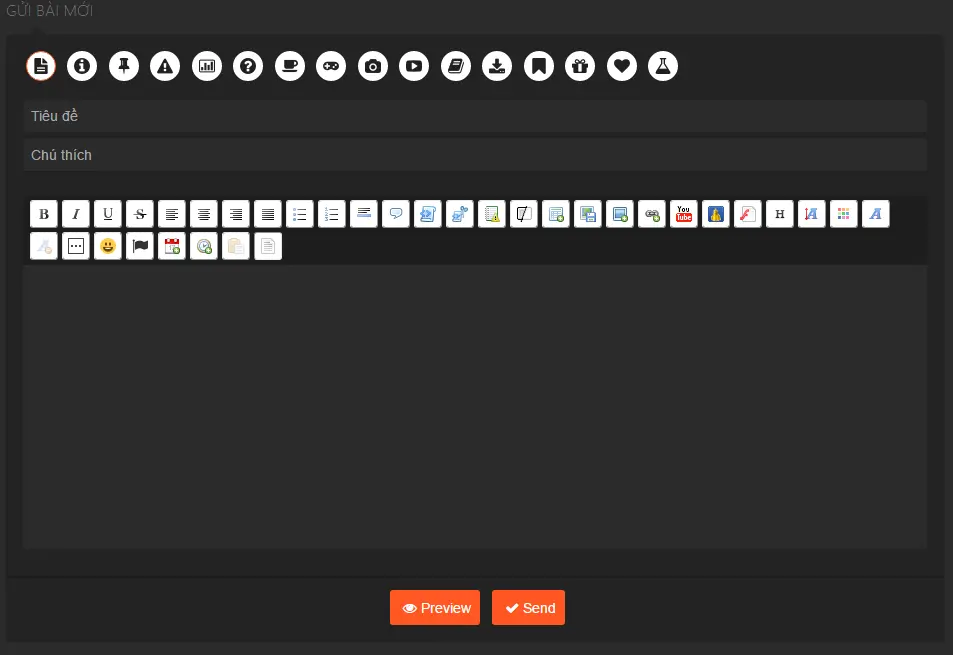 GỬI BÀI MỚI
Tiêu đề
Chú thích
B I U S You Tube H A A A
Preview Send